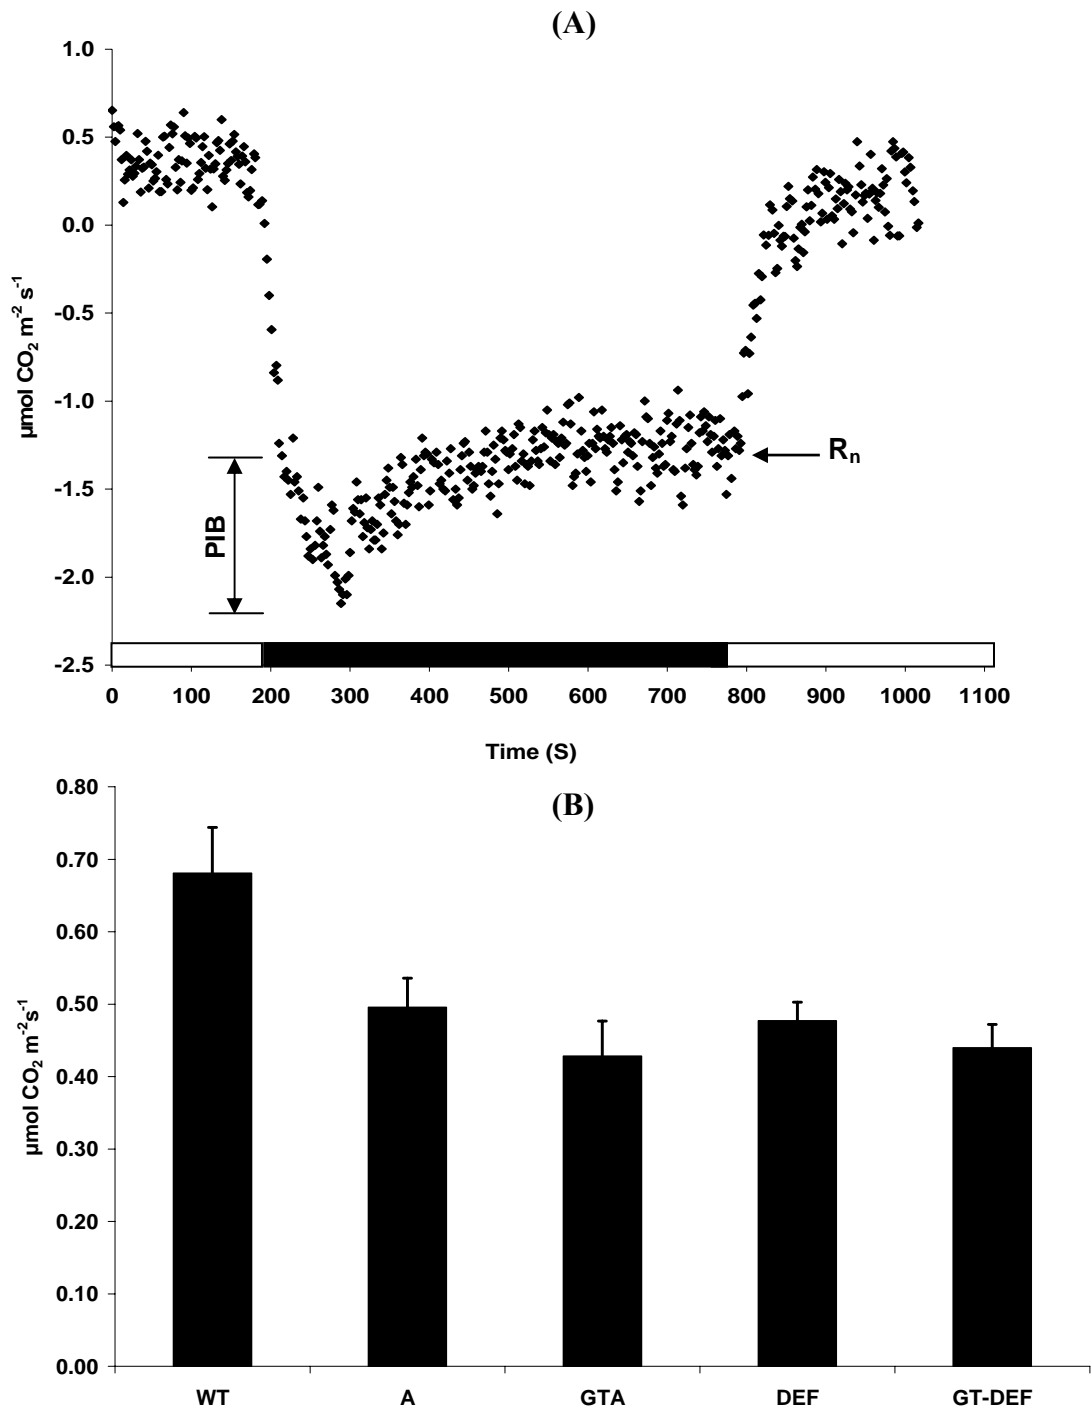 (A)
1.0
0.5
0.0
-0.5
-1.0
-1.5
-2.0
-2.5
µmol CO₂ m⁻² s⁻¹
PIB
Rₙ
0 100 200 300 400 500 600 700 800 900 1000 1100
Time (S)
(B)
0.80
0.70
0.60
0.50
0.40
0.30
0.20
0.10
0.00
µmol CO₂ m⁻²s⁻¹
WT A GTA DEF GT-DEF